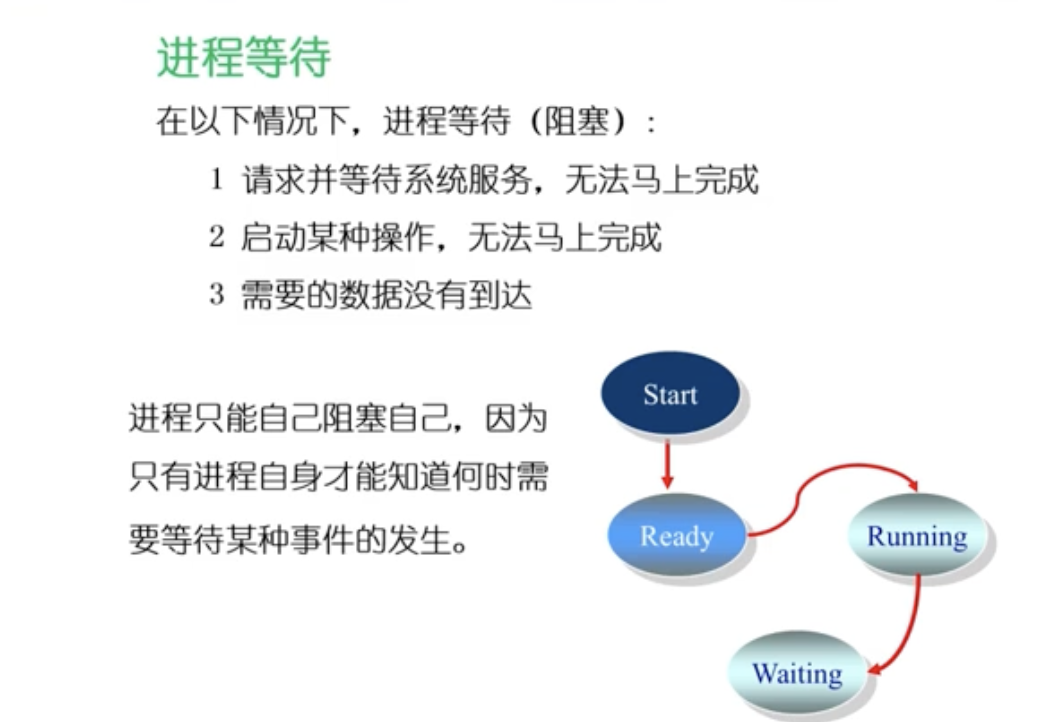 进程等待
在以下情况下，进程等待（阻塞）：
1 请求并等待系统服务，无法马上完成
2 启动某种操作，无法马上完成
3 需要的数据没有到达
进程只能自己阻塞自己，因为
只有进程自身才能知道何时需
要等待某种事件的发生。
Start
Ready
Running
Waiting